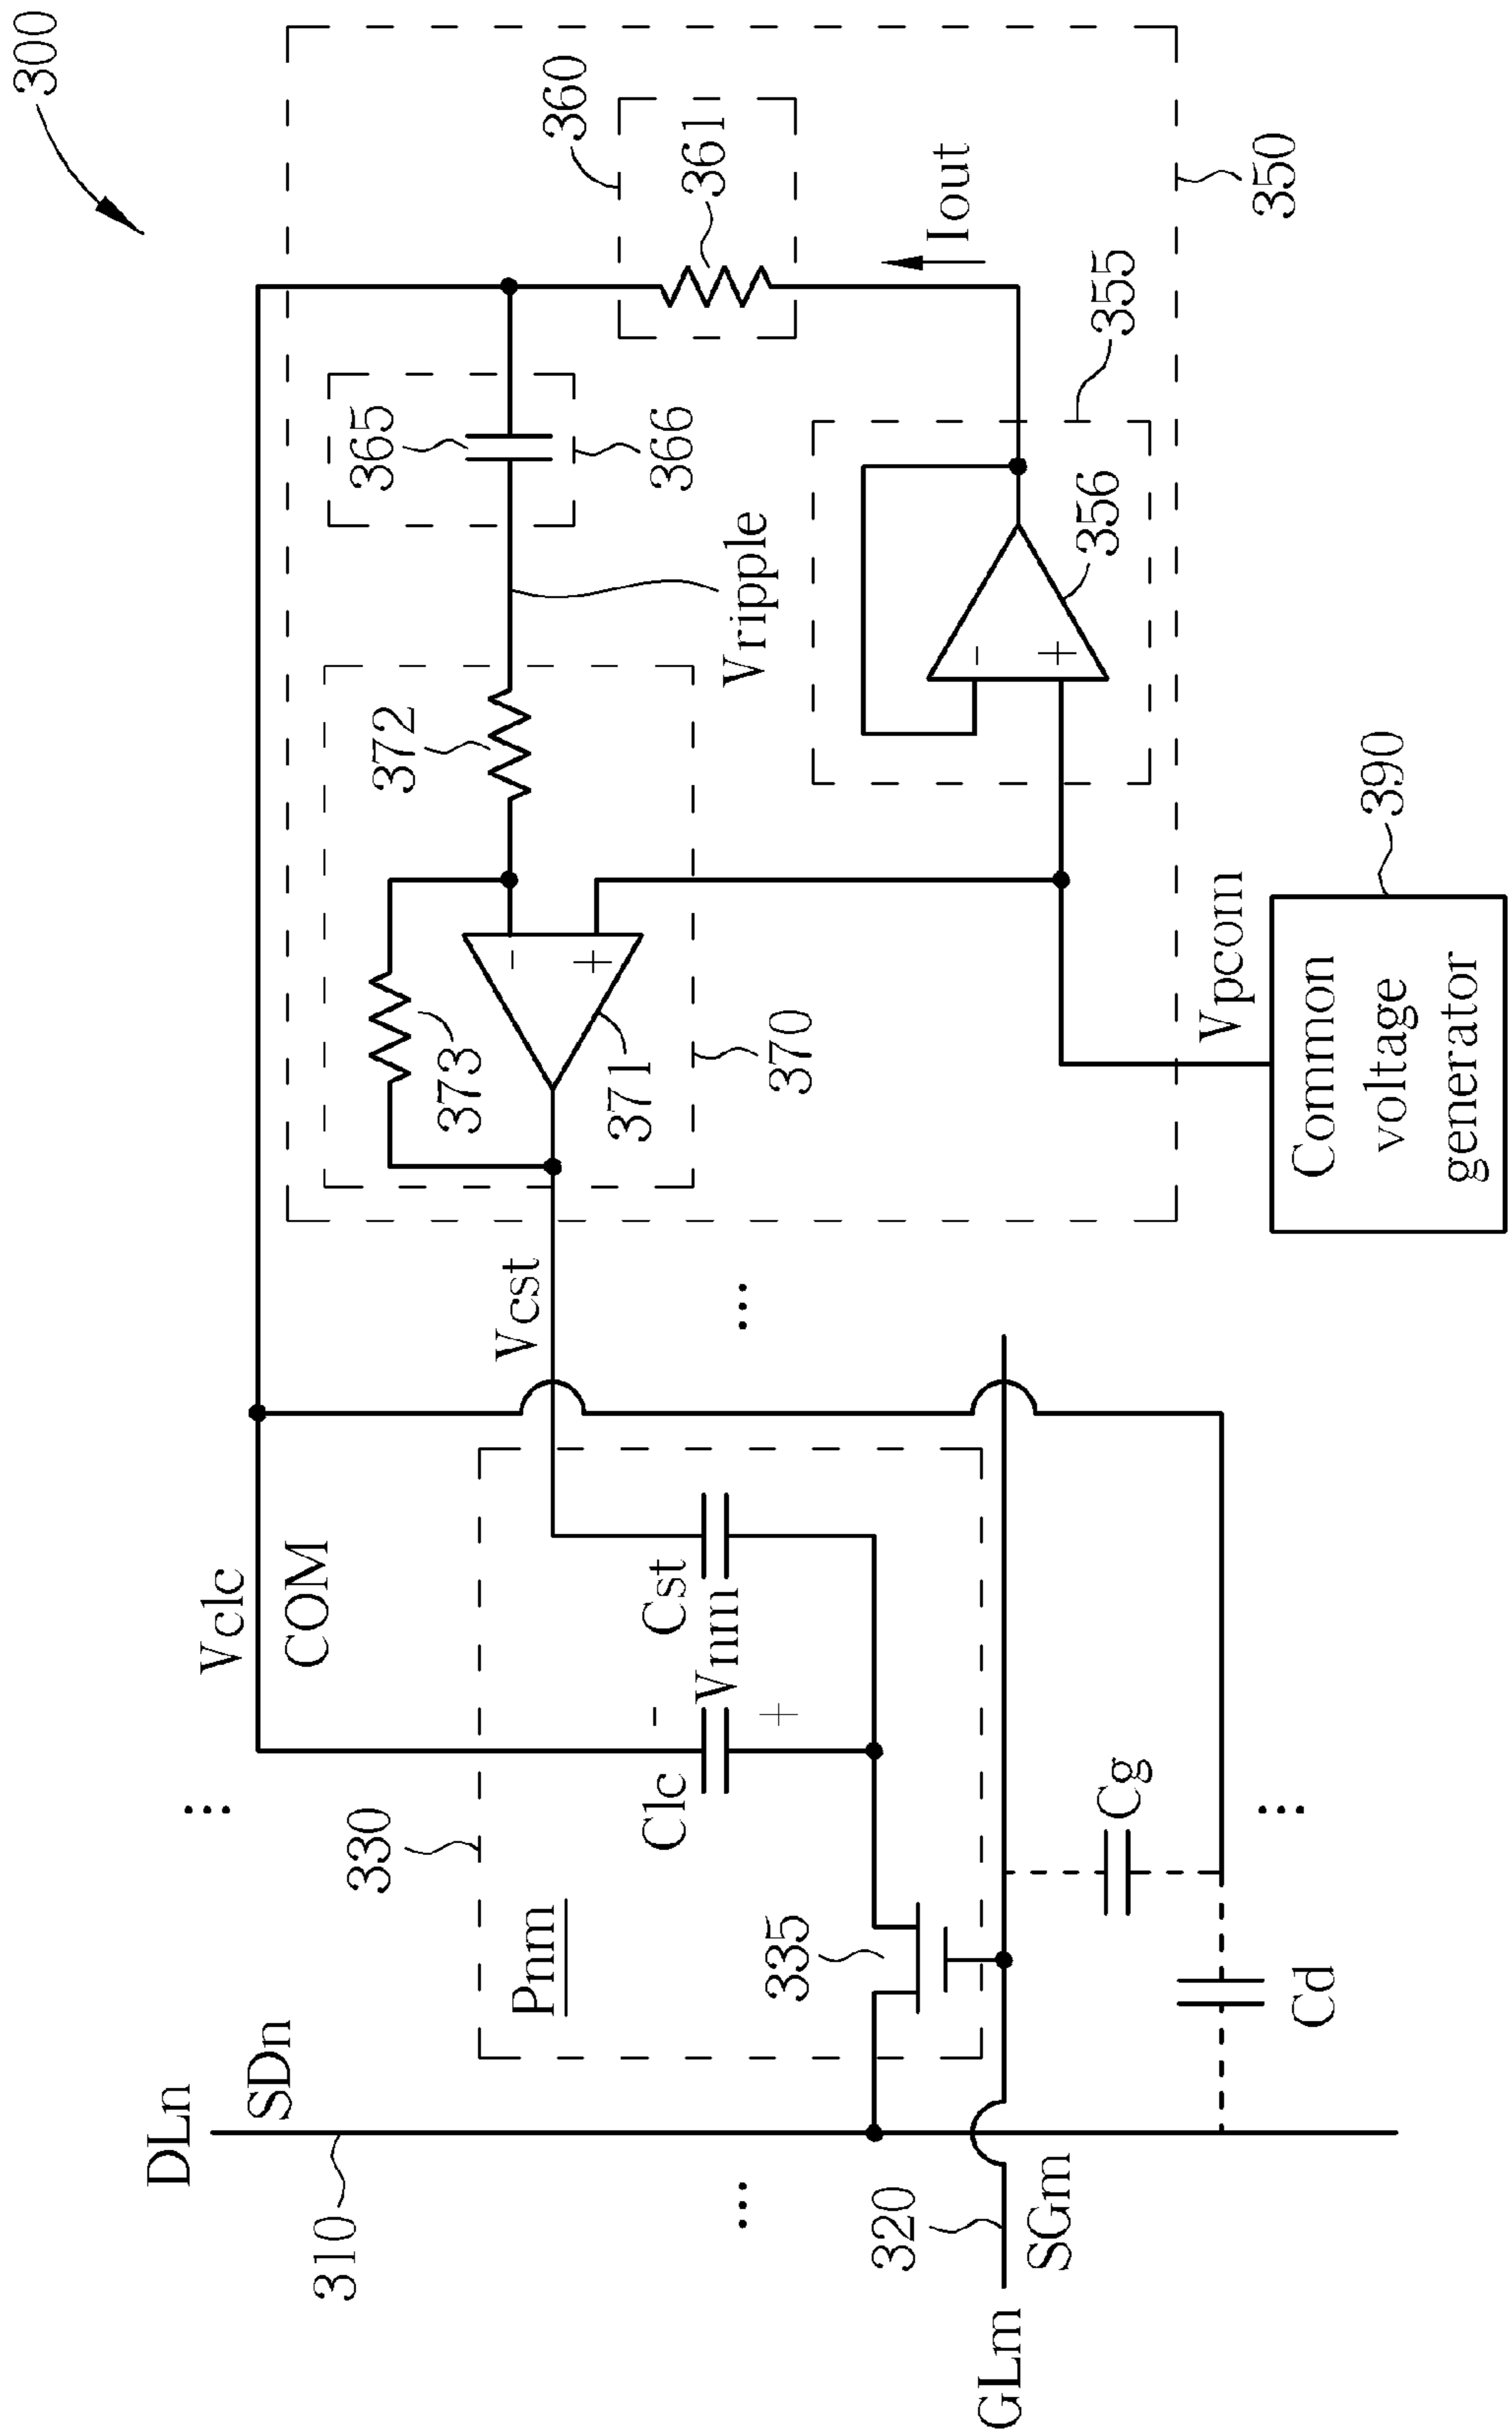 300
DLn
SDn
310
Vclc
COM
330
Pnm
Clc
-
Vnm
+
Cst
335
320
GLm
SGm
Cg
Cd
Vcst
373
372
-
+
371
370
365
366
Vripple
360
361
Iout
355
-
+
356
350
Vpcom
390
Common
voltage
generator